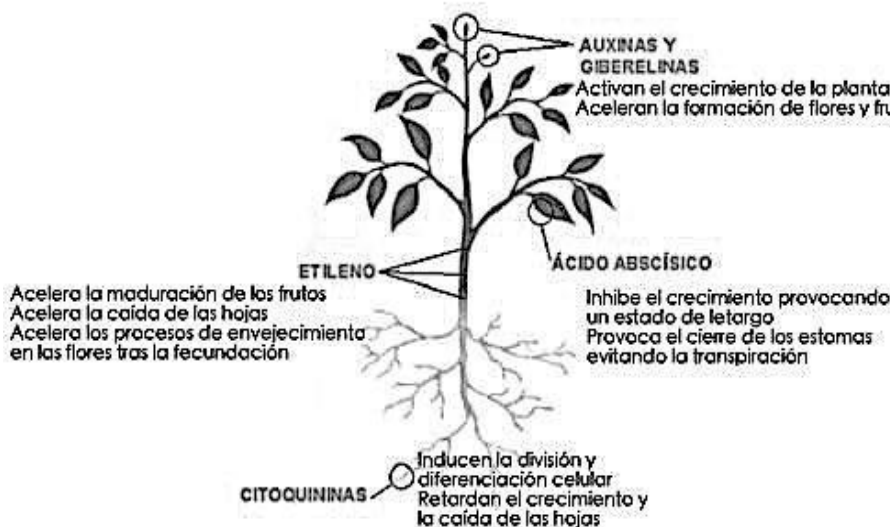 AUXINAS Y
GIBERELINAS
Activan el crecimiento de la planta
Aceleran la formación de flores y fru
ETILENO
Acelera la maduración de los frutos
Acelera la caída de las hojas
Acelera los procesos de envejecimiento
en las flores tras la fecundación
ÁCIDO ABSCÍSICO
Inhibe el crecimiento provocando
un estado de letargo
Provoca el cierre de los estomas
evitando la transpiración
CITOQUININAS
Inducen la división y
diferenciación celular
Retardan el crecimiento y
la caída de las hojas